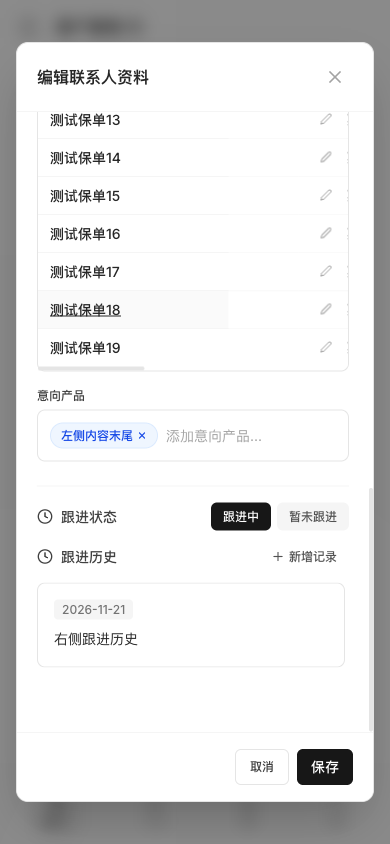 编辑联系人资料
测试保单13
测试保单14
测试保单15
测试保单16
测试保单17
测试保单18
测试保单19
意向产品
左侧内容末尾 × 添加意向产品...
跟进状态 跟进中 暂未跟进
跟进历史 + 新增记录
2026-11-21
右侧跟进历史
取消 保存